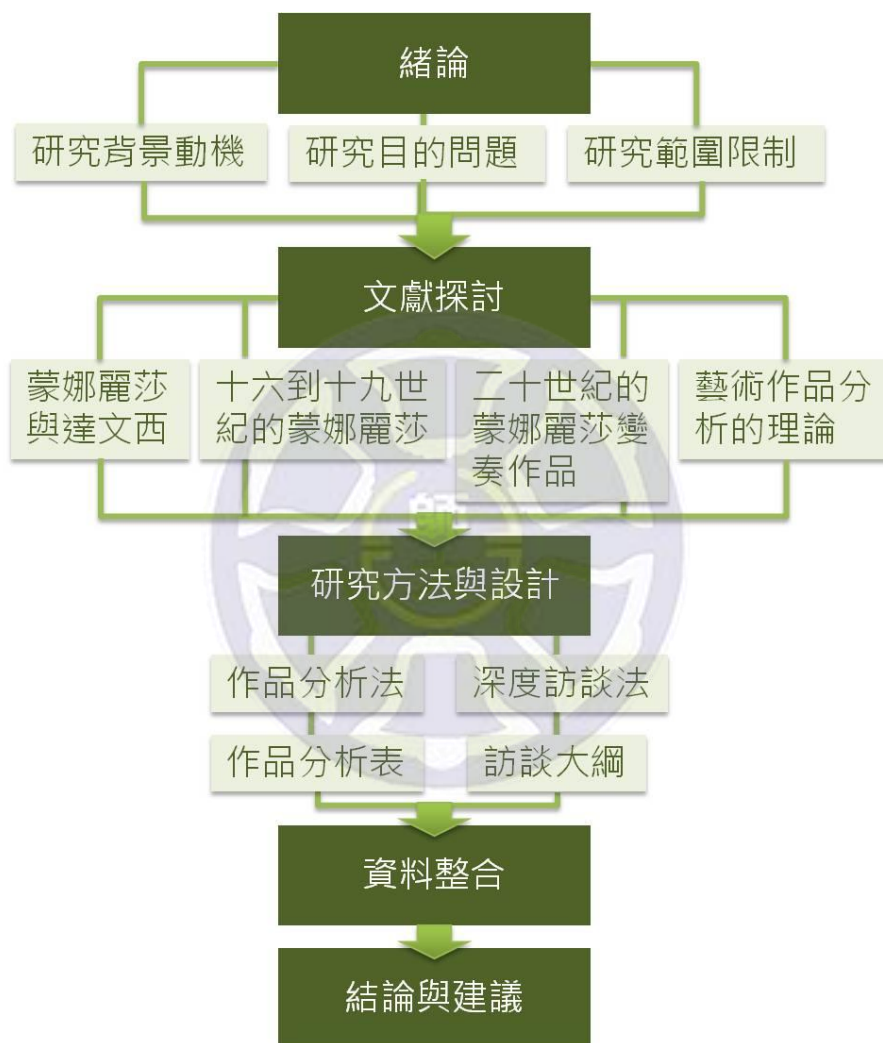 緒論
研究背景動機
研究目的問題
研究範圍限制
文獻探討
蒙娜麗莎
與達文西
十六到十九世
紀的蒙娜麗莎
二十世紀的
蒙娜麗莎變
奏作品
藝術作品分
析的理論
師
研究方法與設計
作品分析法
深度訪談法
作品分析表
訪談大綱
資料整合
結論與建議